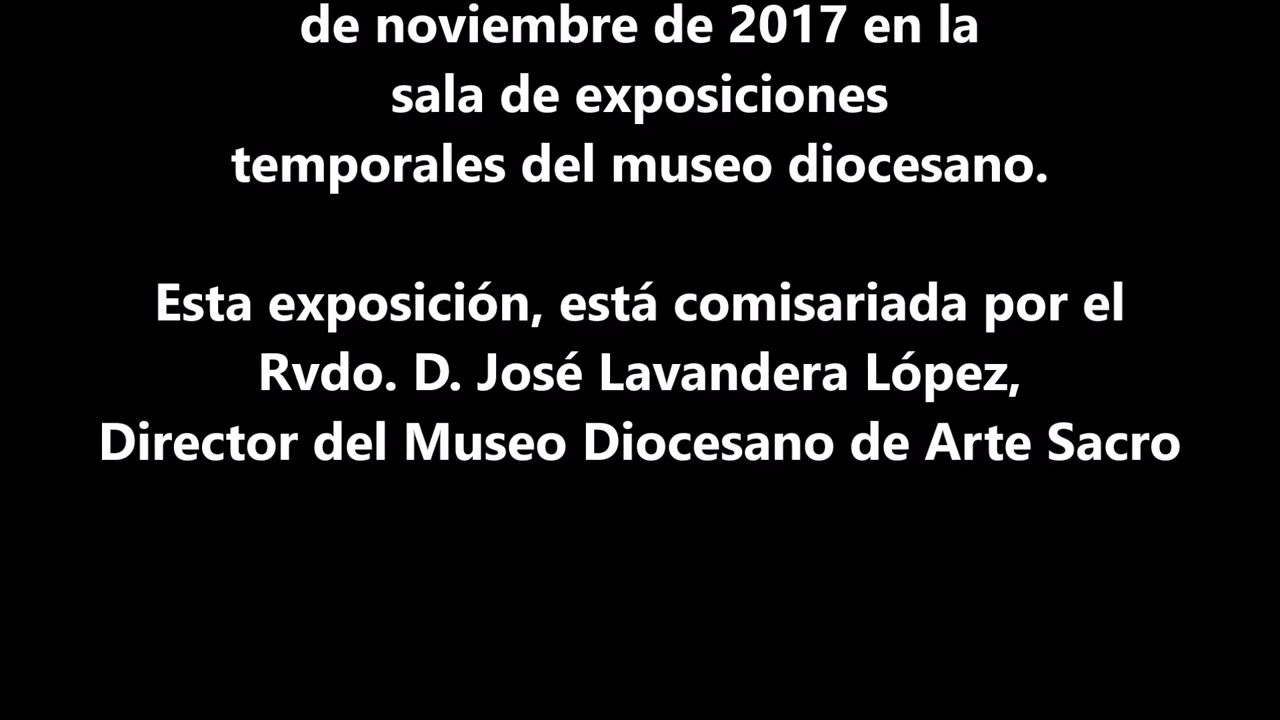 de noviembre de 2017 en la
sala de exposiciones
temporales del museo diocesano.
Esta exposición, está comisariada por el
Rvdo. D. José Lavandera López,
Director del Museo Diocesano de Arte Sacro